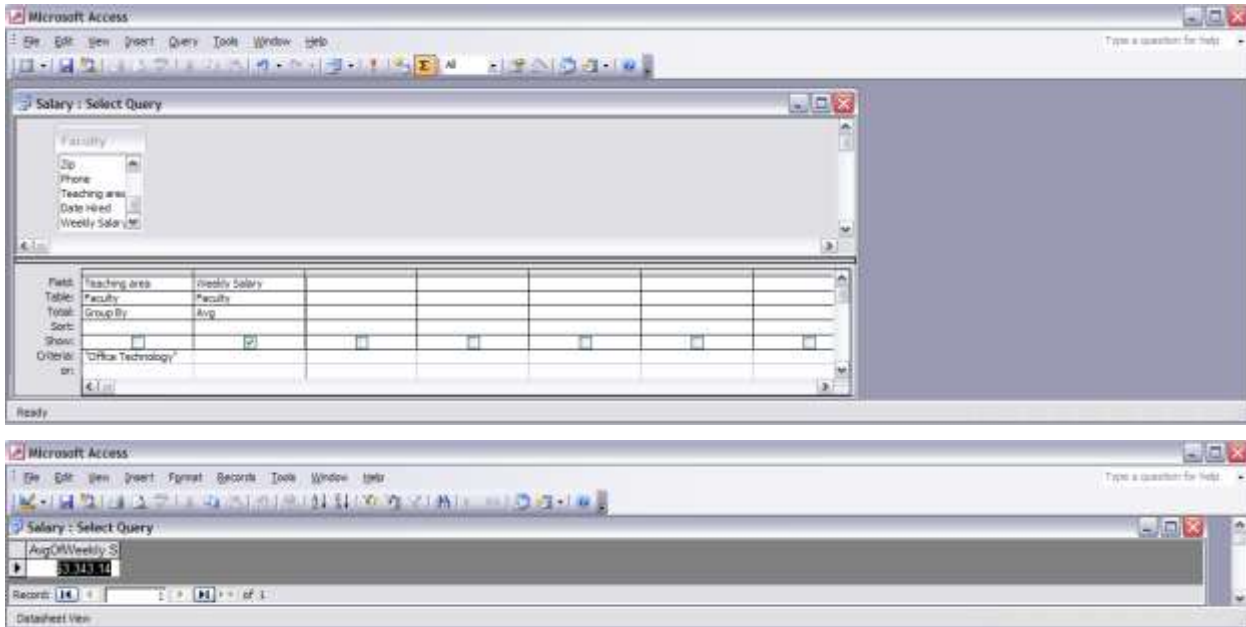 Microsoft Access
File Edit View Insert Query Tools Window Help
Type a question for help
Σ All
Salary : Select Query
Faculty
Zip
Phone
Teaching area
Date Hired
Weekly Salary
Field: Teaching area Weekly Salary
Table: Faculty Faculty
Total: Group By Avg
Sort:
Show:
Criteria: "Office Technology"
or:
Ready
Microsoft Access
File Edit View Insert Format Records Tools Window Help
Type a question for help
Salary : Select Query
AvgOfWeekly S
Record: 1 of 1
Datasheet View